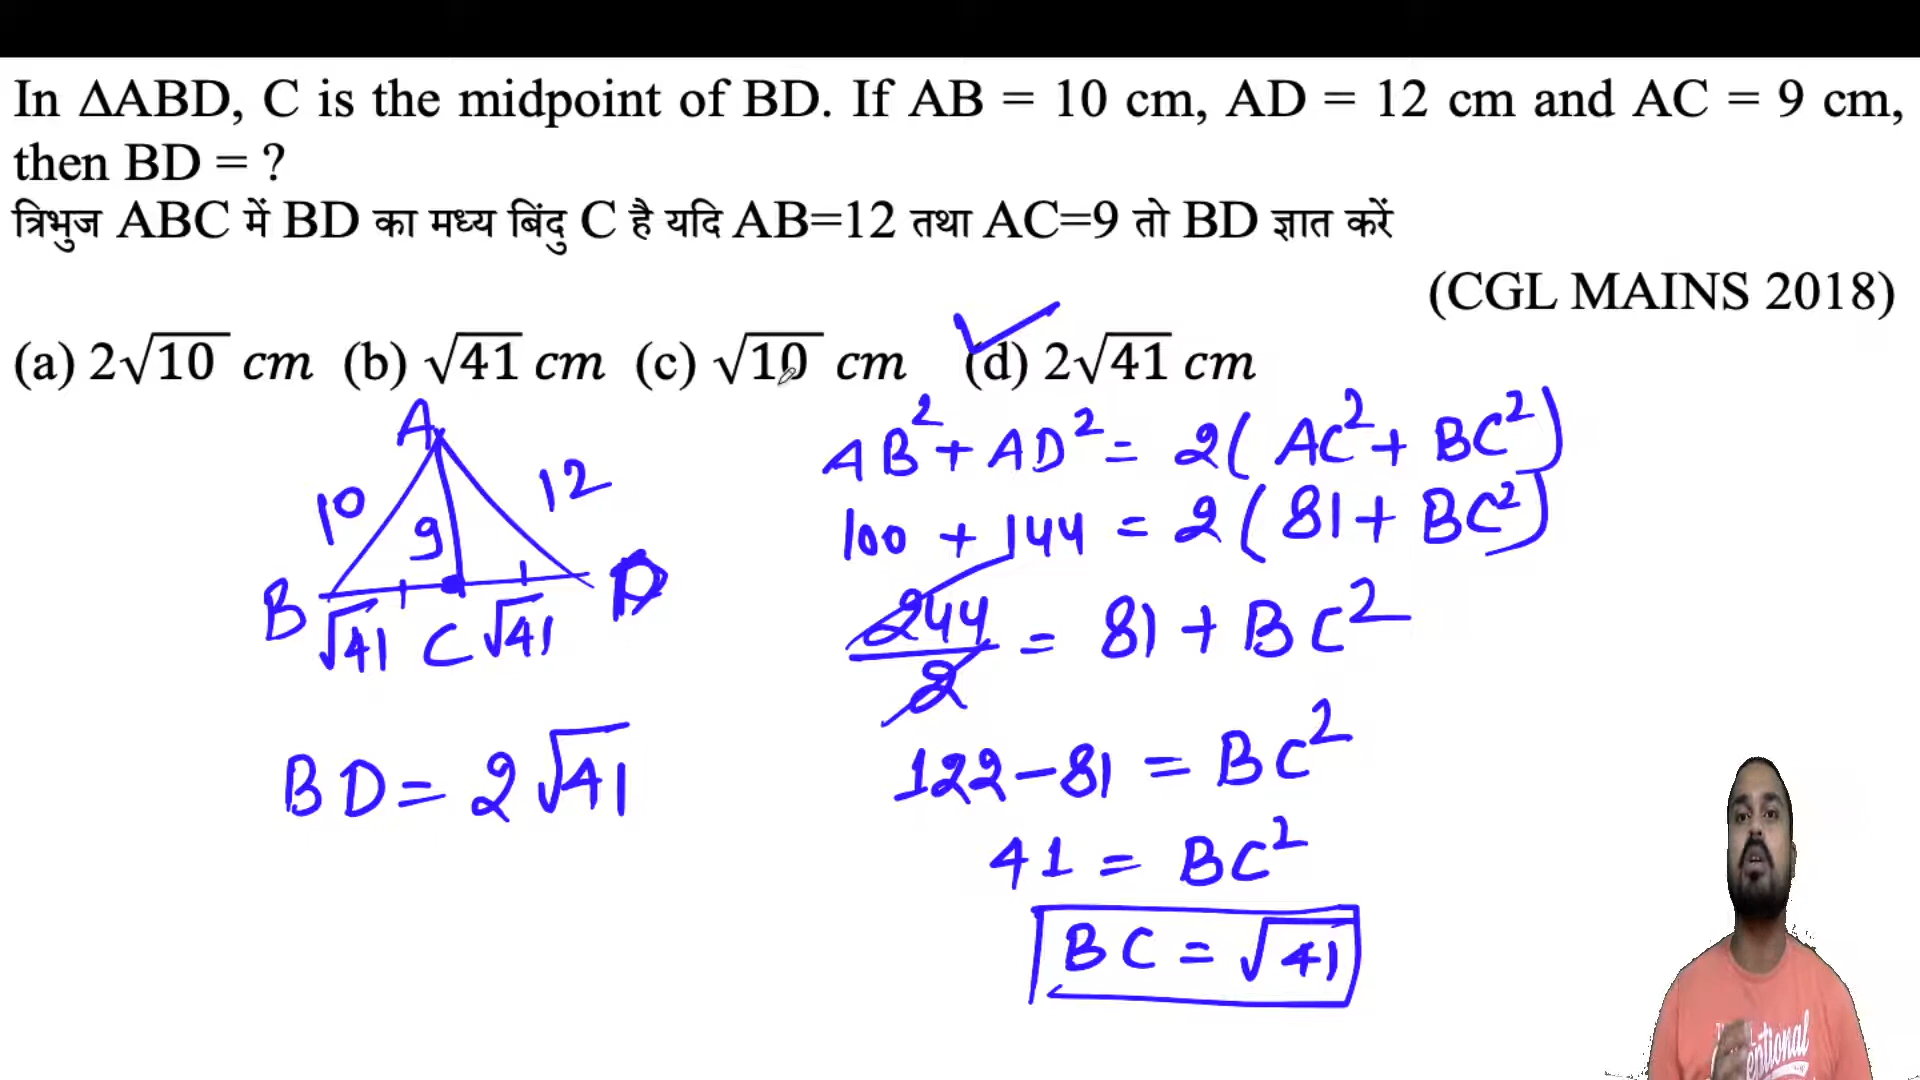 In ΔABD, C is the midpoint of BD. If AB = 10 cm, AD = 12 cm and AC = 9 cm,
then BD = ?
त्रिभुज ABC में BD का मध्य बिंदु C है यदि AB=12 तथा AC=9 तो BD ज्ञात करें
(CGL MAINS 2018)
(a) 2√10 cm (b) √41 cm (c) √10 cm (d) 2√41 cm
A
10
12
9
B
D
√41 C √41
BD = 2√41
AB² + AD² = 2(AC² + BC²)
100 + 144 = 2(81 + BC²)
244/2 = 81 + BC²
122 - 81 = BC²
41 = BC²
BC = √41